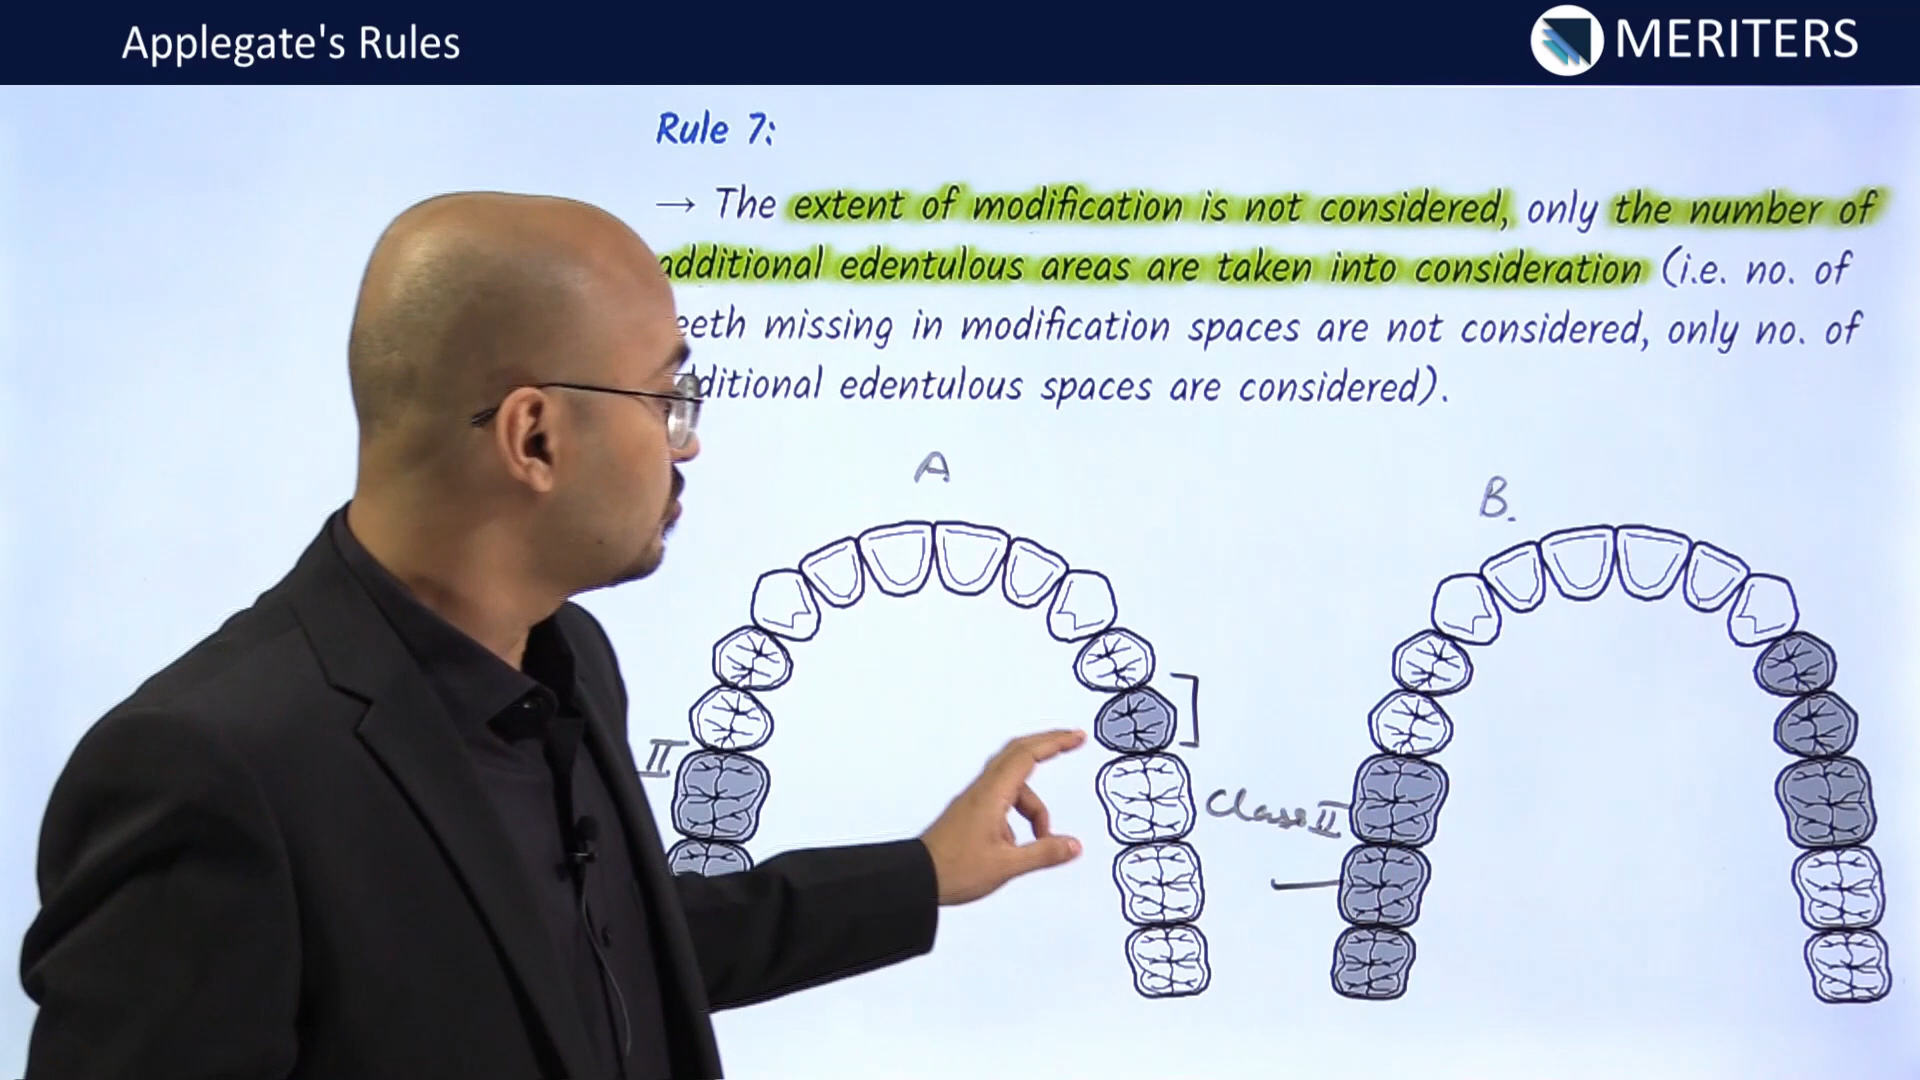 Applegate's Rules
MERITERS
Rule 7:
→ The extent of modification is not considered, only the number of
additional edentulous areas are taken into consideration (i.e. no. of
eeth missing in modification spaces are not considered, only no. of
ditional edentulous spaces are considered).
A
B.
II
Class II